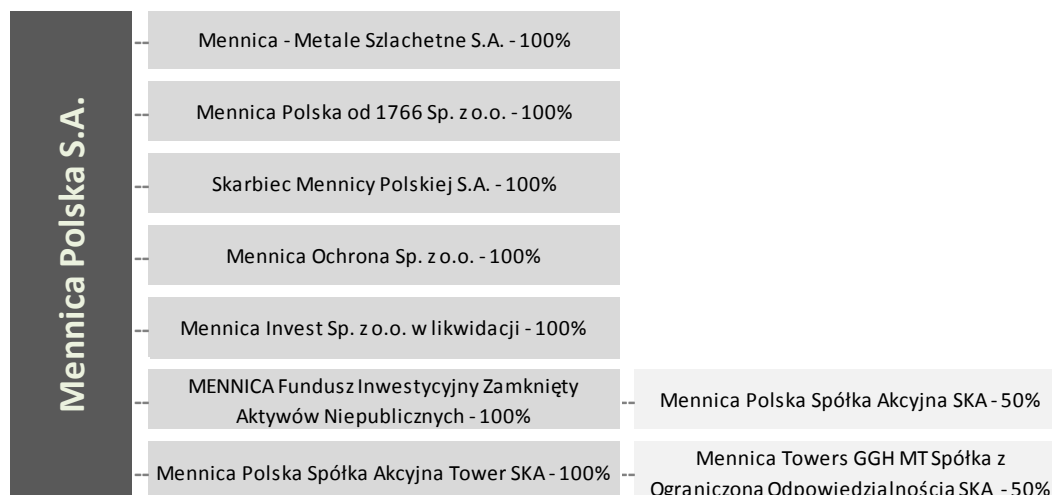 Mennica Polska S.A.
Mennica - Metale Szlachetne S.A. - 100%
Mennica Polska od 1766 Sp. z o.o. - 100%
Skarbiec Mennicy Polskiej S.A. - 100%
Mennica Ochrona Sp. z o.o. - 100%
Mennica Invest Sp. z o.o. w likwidacji - 100%
MENNICA Fundusz Inwestycyjny Zamknięty
Aktywów Niepublicznych - 100%
Mennica Polska Spółka Akcyjna SKA - 50%
Mennica Polska Spółka Akcyjna Tower SKA - 100%
Mennica Towers GGH MT Spółka z
Ograniczoną Odpowiedzialnością SKA - 50%